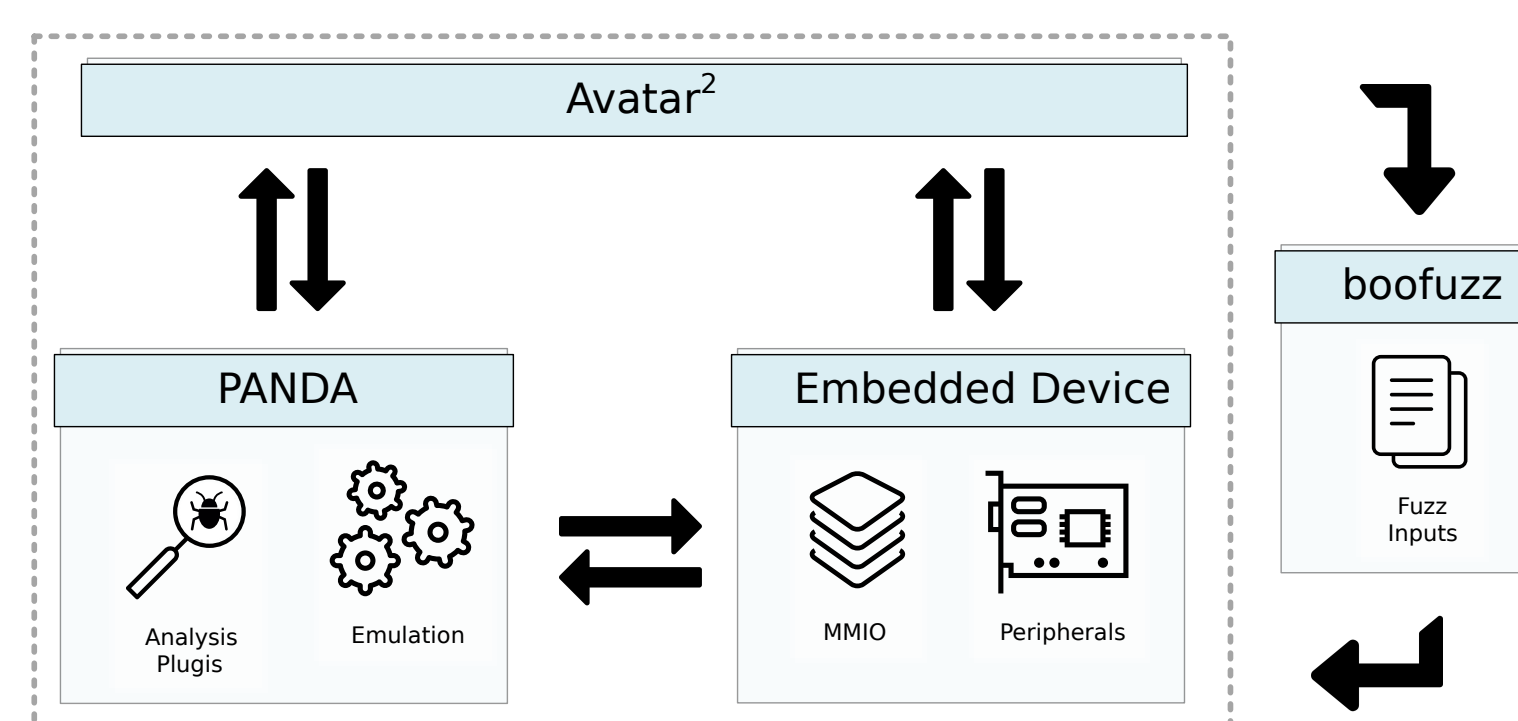 Avatar²
boofuzz
PANDA
Embedded Device
Analysis
Plugis
Emulation
MMIO
Peripherals
Fuzz
Inputs